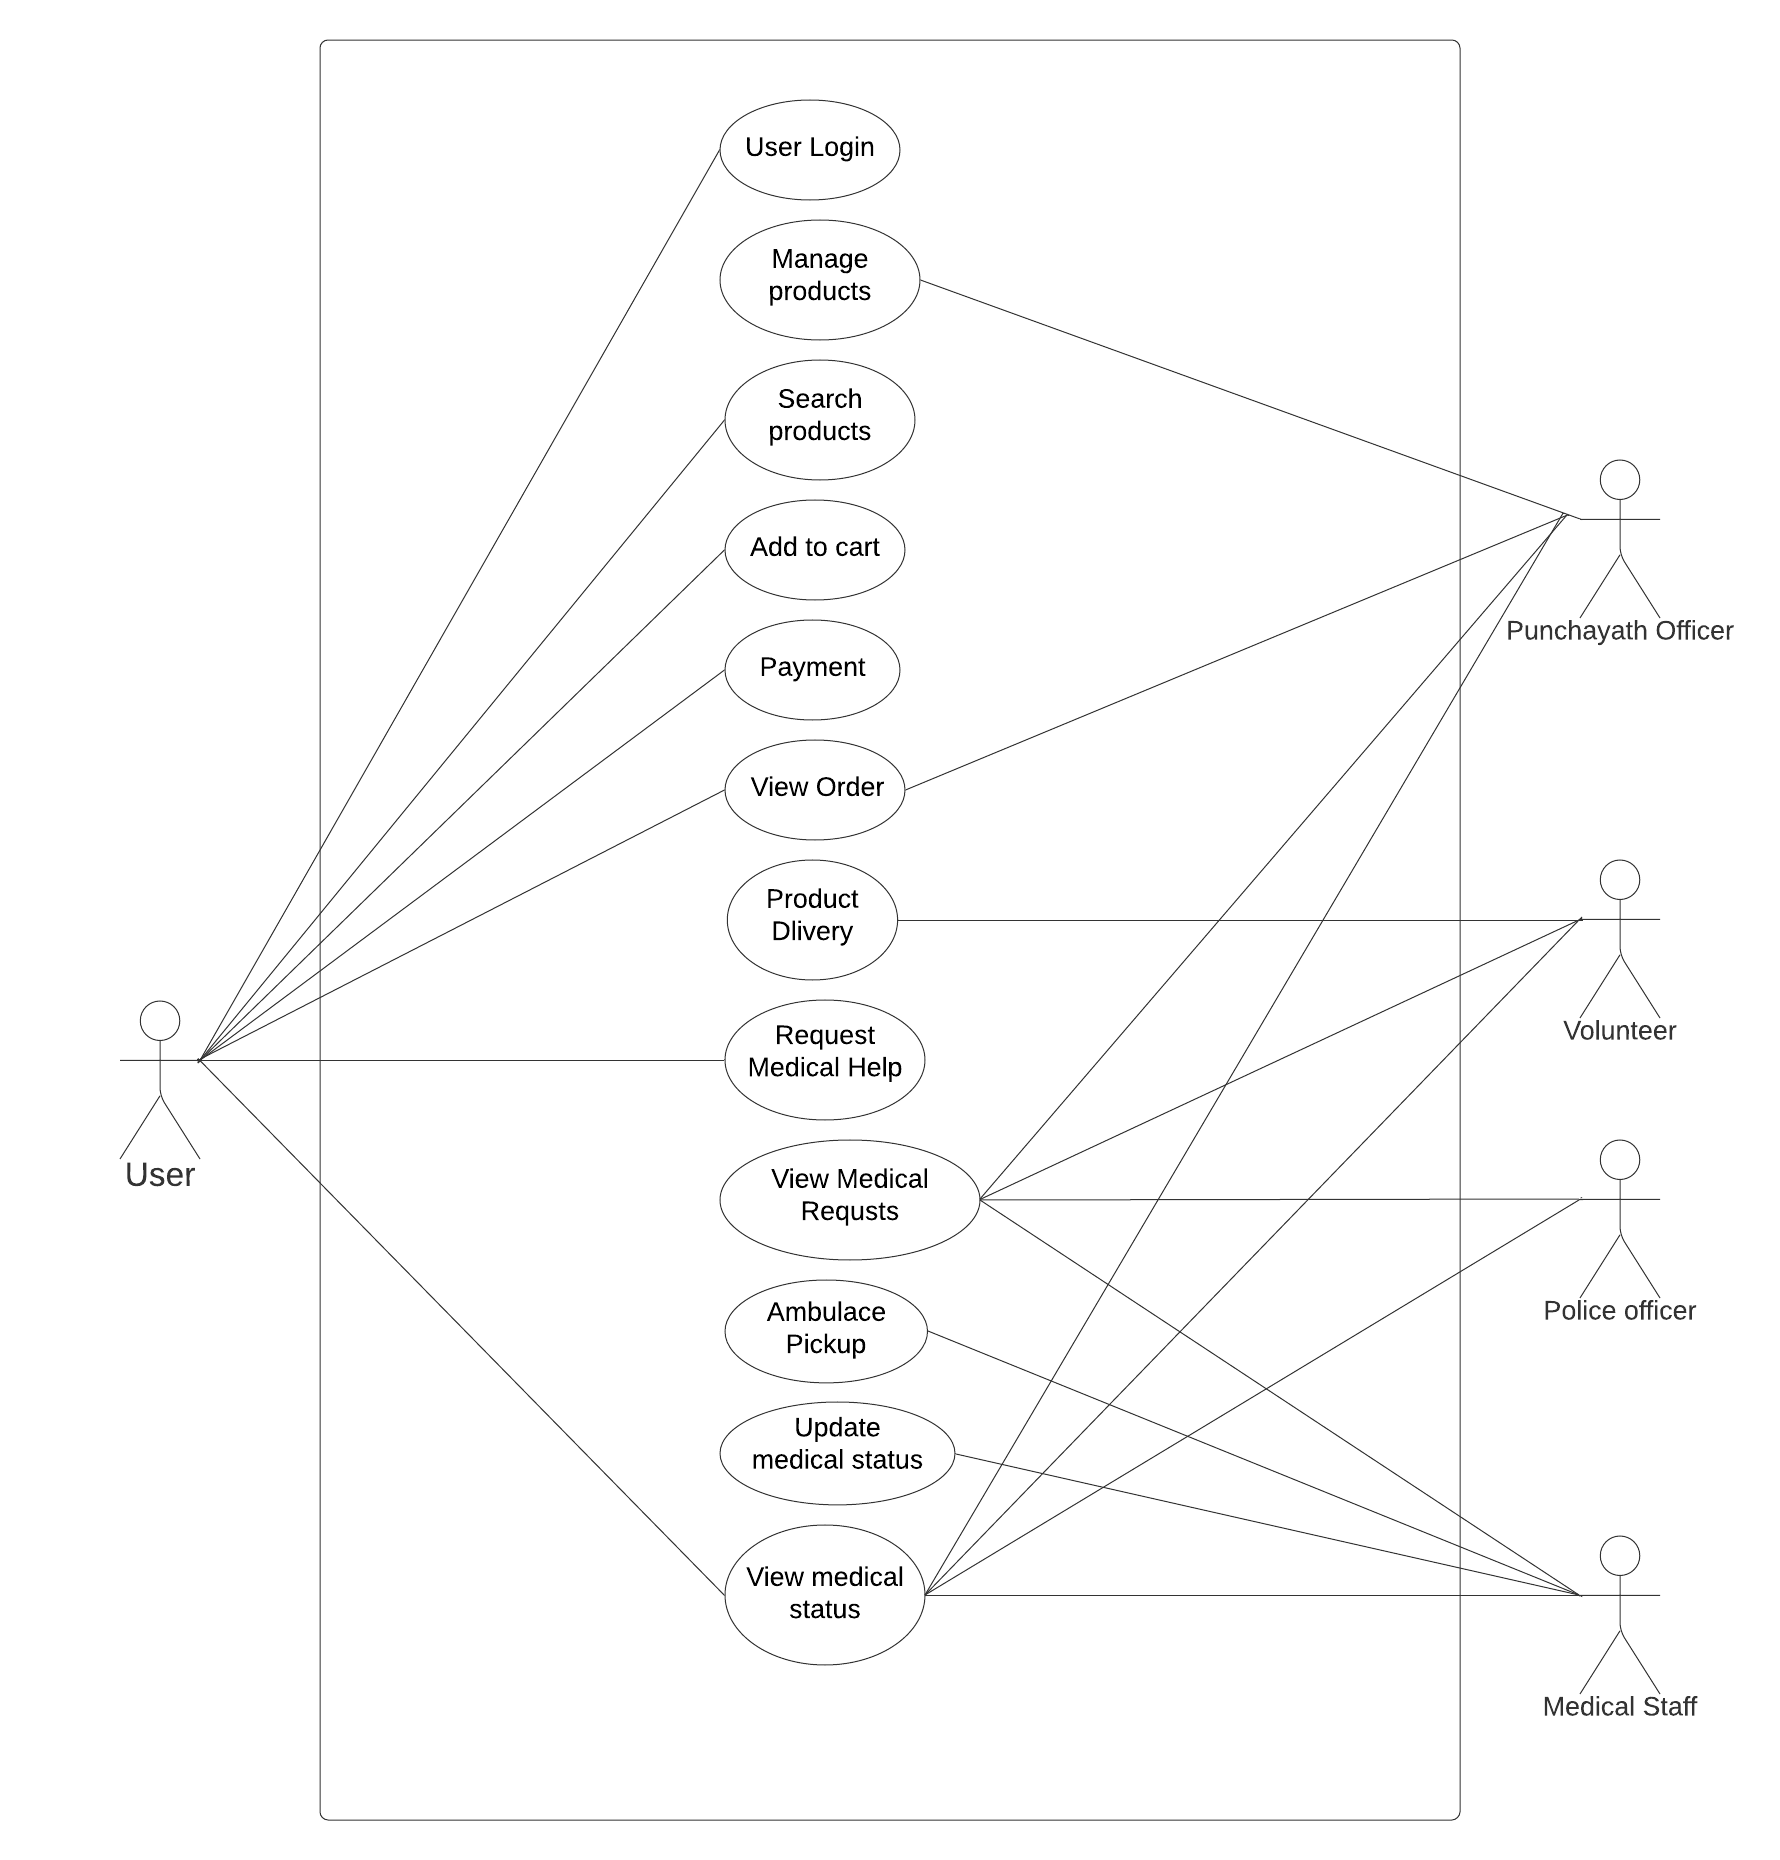 User Login
Manage
products
Search
products
Add to cart
Payment
View Order
Product
Dlivery
Request
Medical Help
View Medical
Requsts
Ambulace
Pickup
Update
medical status
View medical
status
User
Punchayath Officer
Volunteer
Police officer
Medical Staff